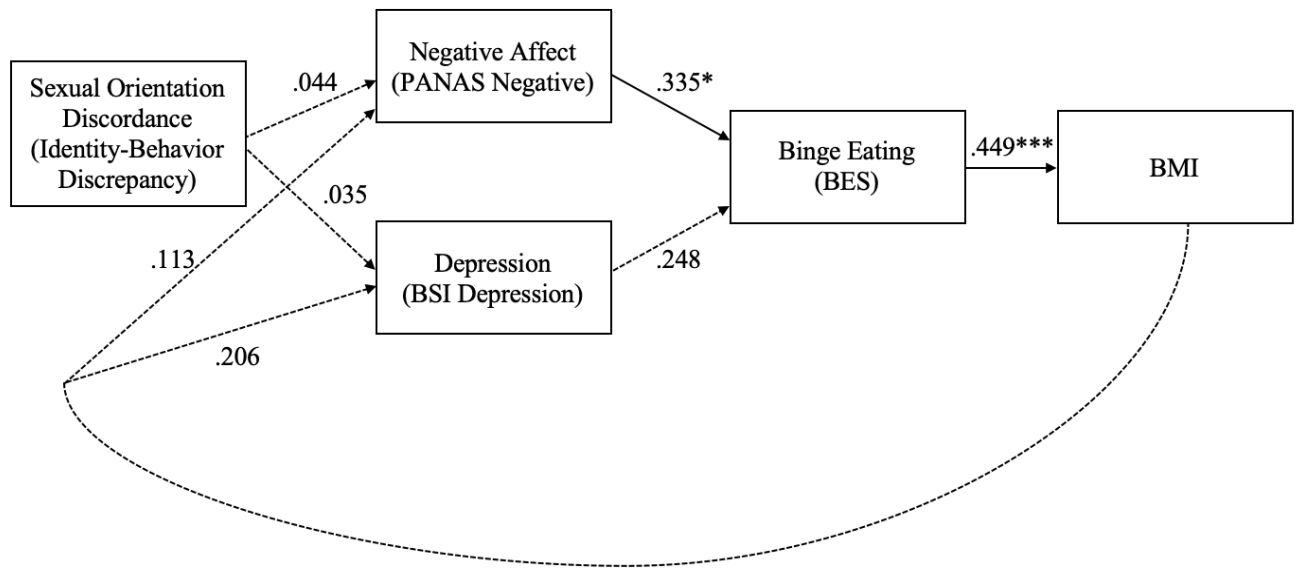 Sexual Orientation
Discordance
(Identity-Behavior
Discrepancy)
.044
.035
.113
.206
Negative Affect
(PANAS Negative)
Depression
(BSI Depression)
.335*
.248
Binge Eating
(BES)
.449***
BMI